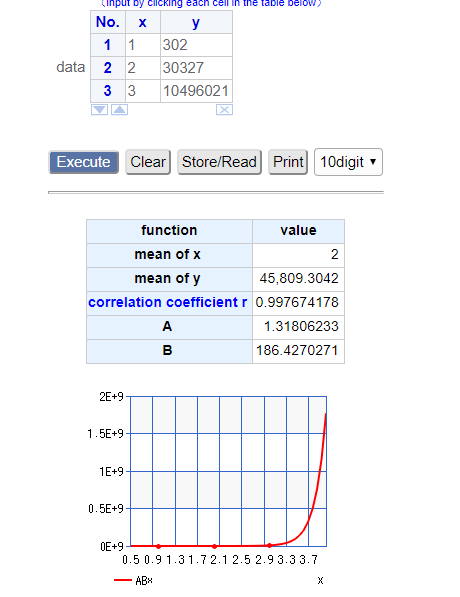 (Input by clicking each cell in the table below)
No. x y
data
1 1 302
2 2 30327
3 3 10496021
Execute Clear Store/Read Print 10digit
function value
mean of x 2
mean of y 45,809.3042
correlation coefficient r 0.997674178
A 1.31806233
B 186.4270271
2E+9
1.5E+9
1E+9
0.5E+9
0E+9
0.5 0.9 1.3 1.7 2.1 2.5 2.9 3.3 3.7
ABx x